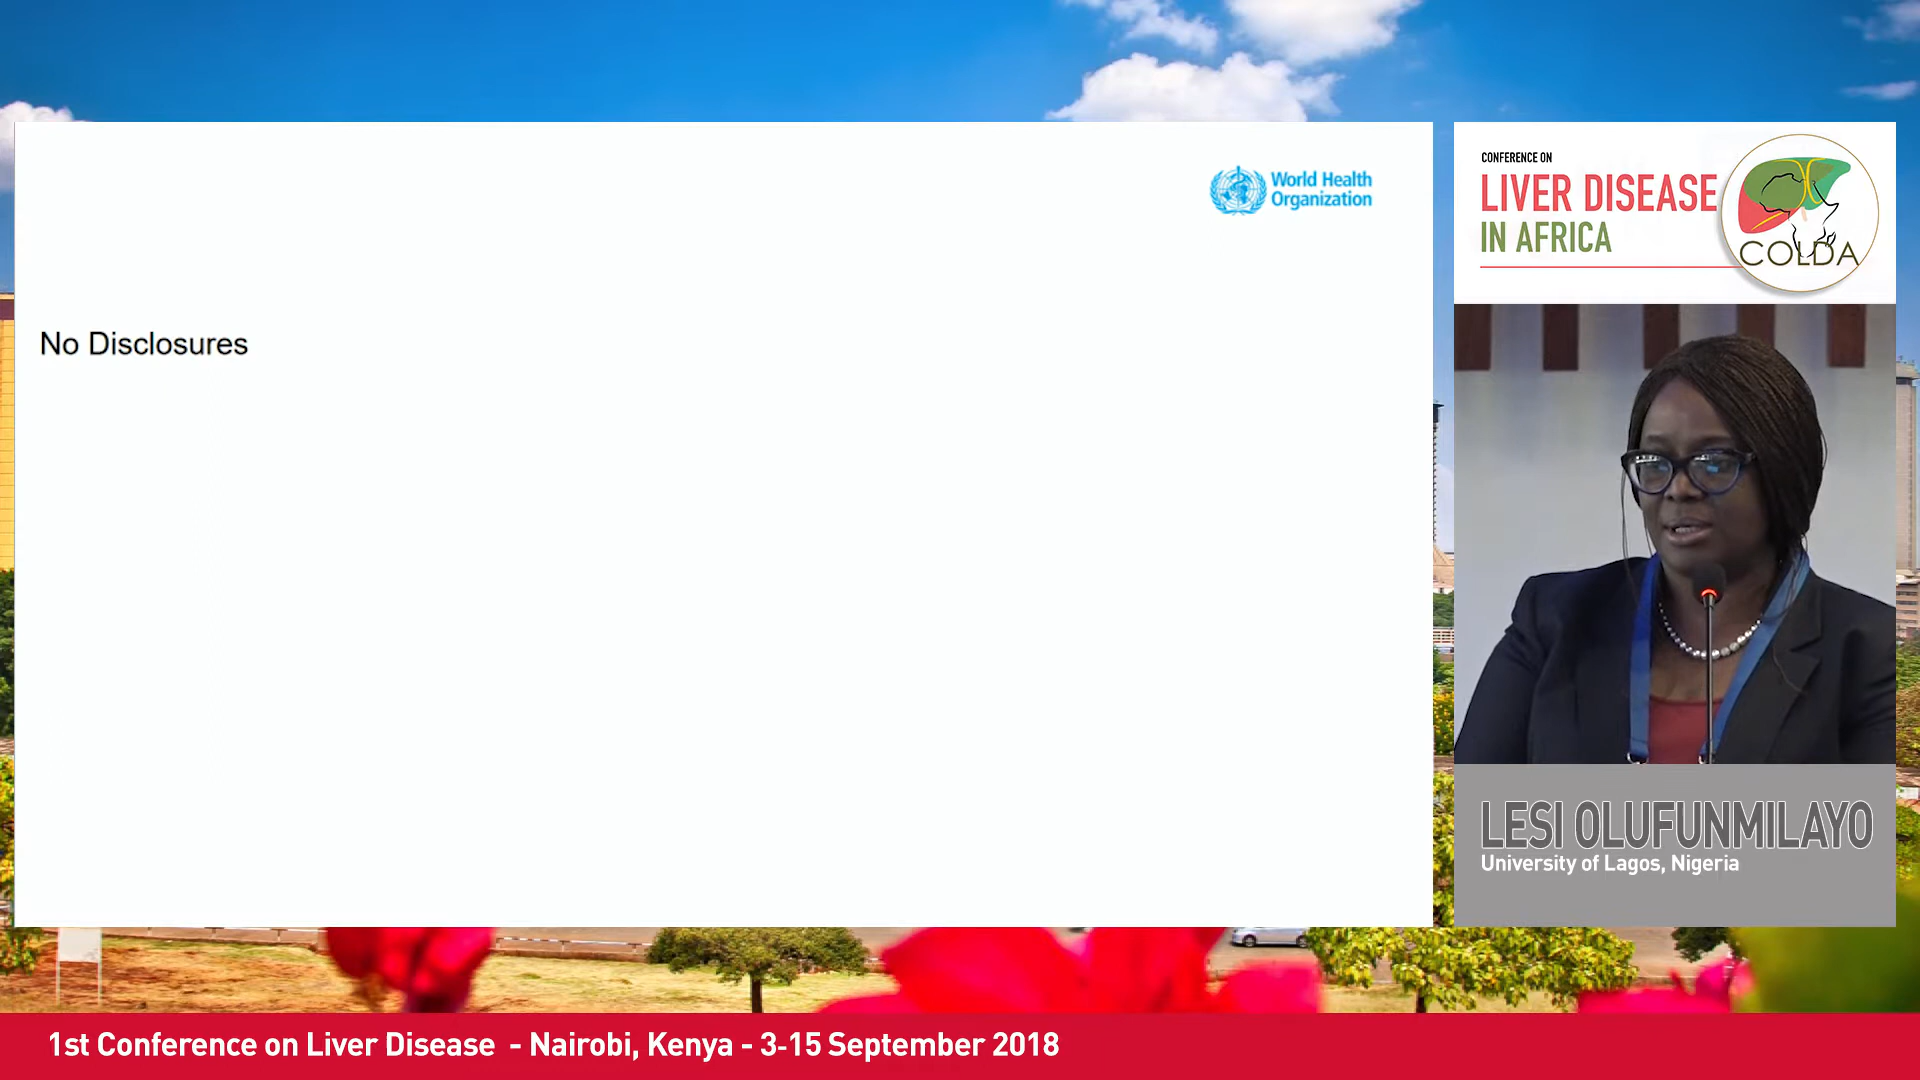 World Health
Organization
No Disclosures
CONFERENCE ON
LIVER DISEASE
IN AFRICA
COLDA
LESI OLUFUNMILAYO
University of Lagos, Nigeria
1st Conference on Liver Disease - Nairobi, Kenya - 3-15 September 2018